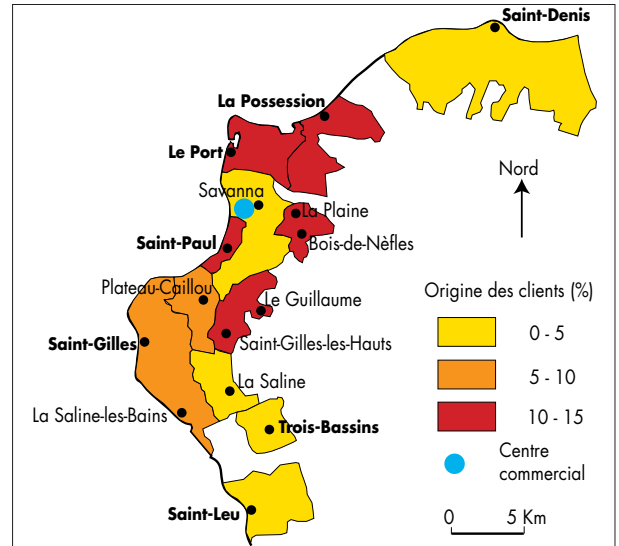 Saint-Denis
La Possession
Le Port
Nord
Savanna
La Plaine
Bois-de-Nèfles
Saint-Paul
Plateau-Caillou
Le Guillaume
Saint-Gilles
Saint-Gilles-les-Hauts
La Saline
La Saline-les-Bains
Trois-Bassins
Saint-Leu
Origine des clients (%)
0 - 5
5 - 10
10 - 15
Centre
commercial
0 5 Km